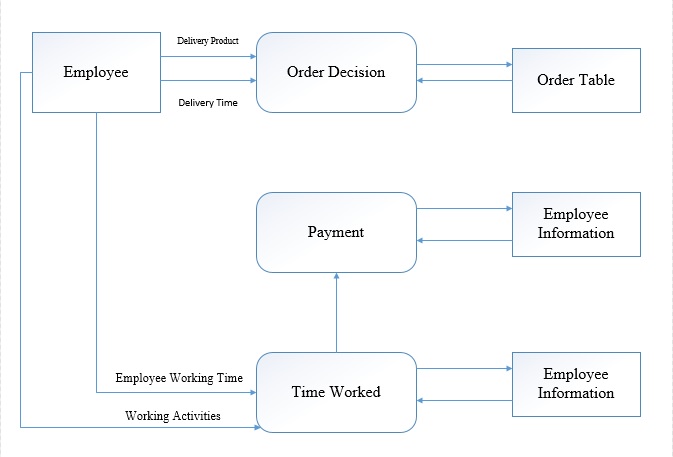 Delivery Product
Employee
Order Decision
Order Table
Delivery Time
Payment
Employee
Information
Employee Working Time
Time Worked
Employee
Information
Working Activities